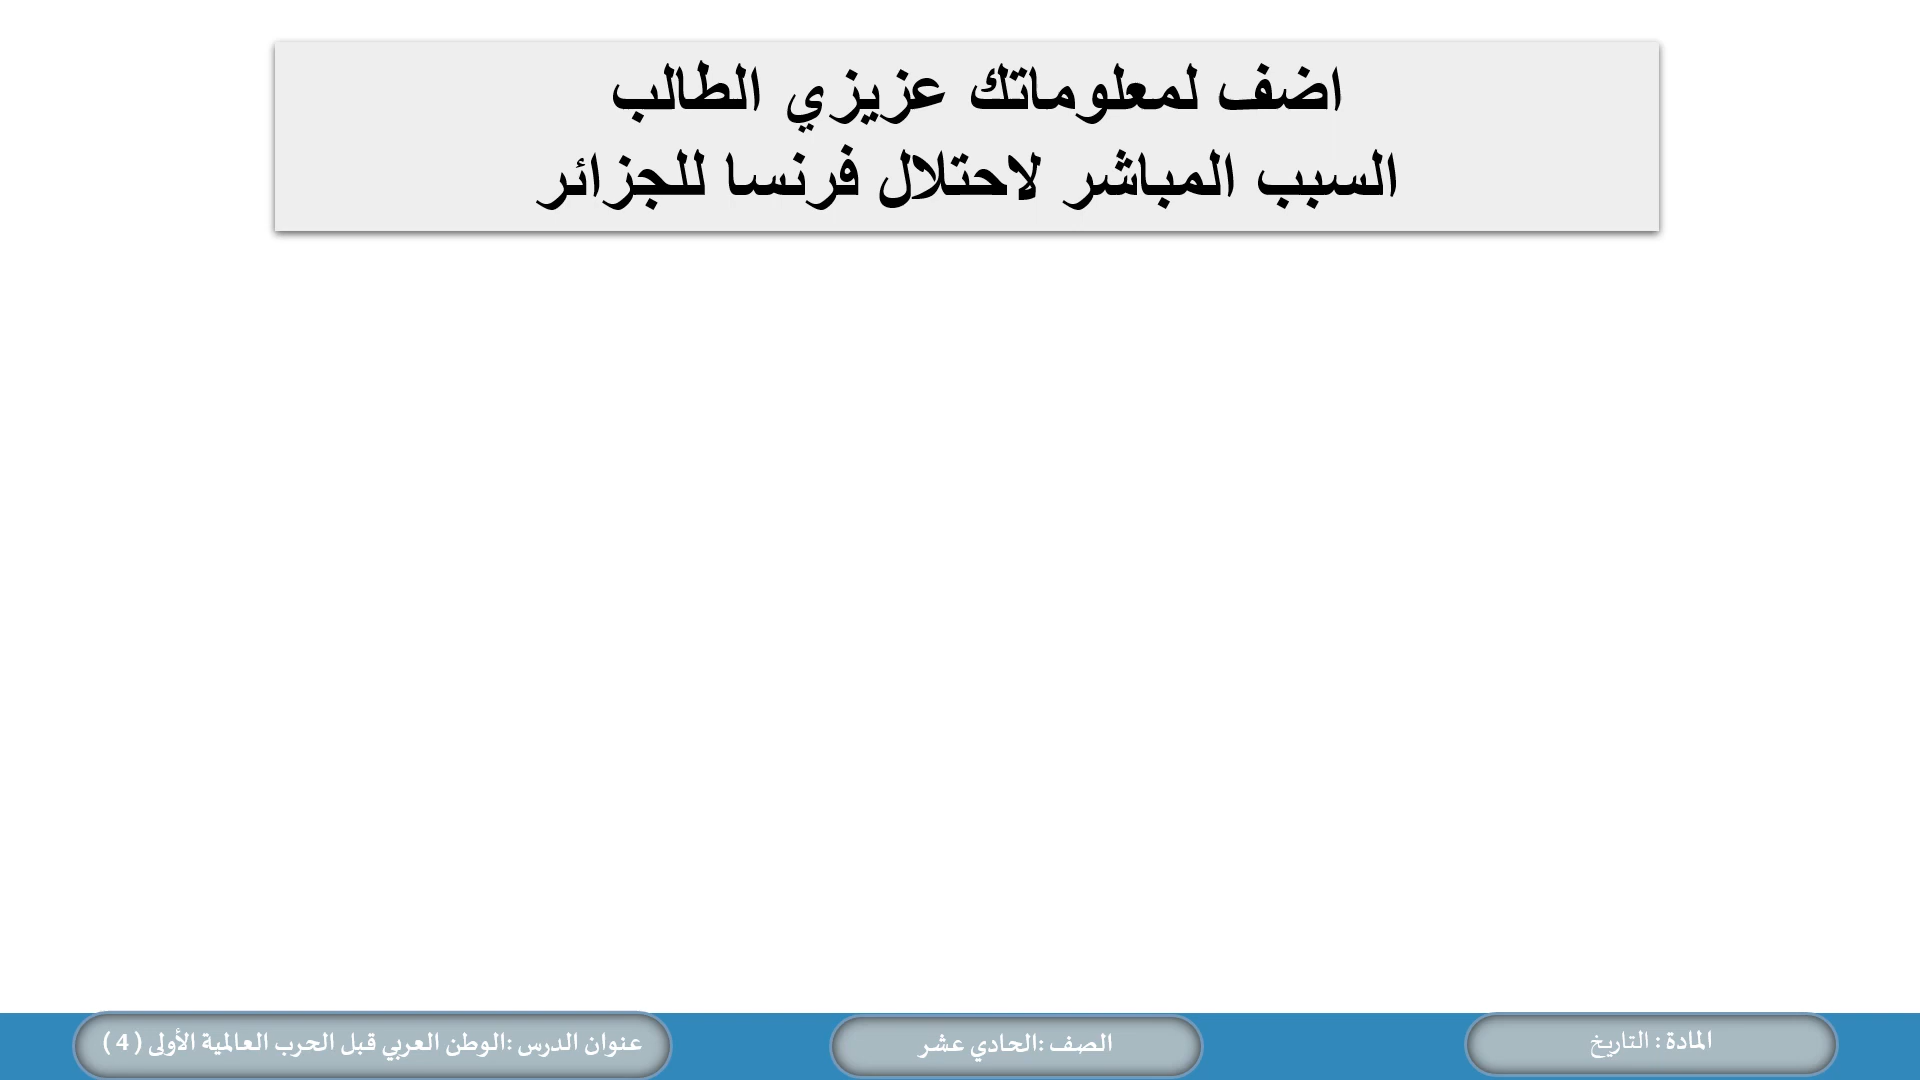 اضف لمعلوماتك عزيزي الطالب
السبب المباشر لاحتلال فرنسا للجزائر
المادة : التاريخ
الصف :الحادي عشر
عنوان الدرس :الوطن العربي قبل الحرب العالمية الأولى ( 4 )